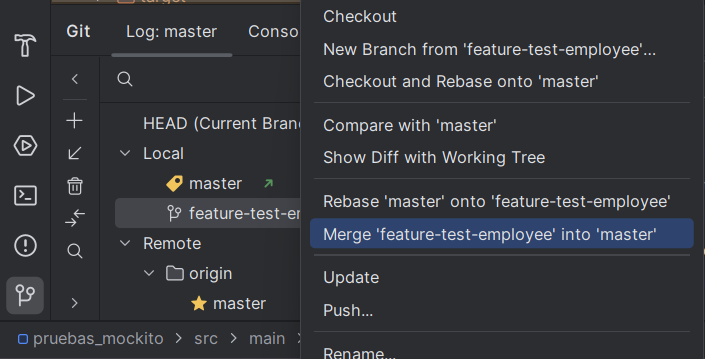 target
Git
Log: master
Conso
HEAD (Current Bran
Local
master
feature-test-en
Remote
origin
master
Checkout
New Branch from 'feature-test-employee'...
Checkout and Rebase onto 'master'
Compare with 'master'
Show Diff with Working Tree
Rebase 'master' onto 'feature-test-employee'
Merge 'feature-test-employee' into 'master'
Update
Push...
Rename...
pruebas_mockito > src > main >